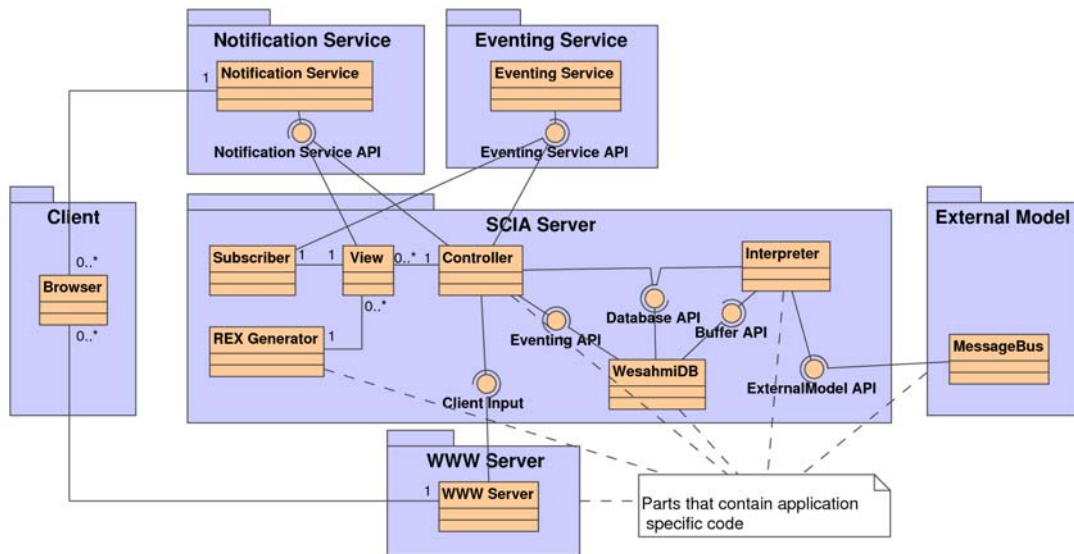 Notification Service
Eventing Service
Notification Service
Eventing Service
1
Notification Service API
Eventing Service API
Client
SCIA Server
External Model
Subscriber
1
1
View
0..*
1
Controller
Interpreter
0..*
Browser
0..*
0..*
REX Generator
1
Eventing API
Database API
Buffer API
MessageBus
WesahmiDB
ExternalModel API
Client Input
WWW Server
1
WWW Server
Parts that contain application
specific code